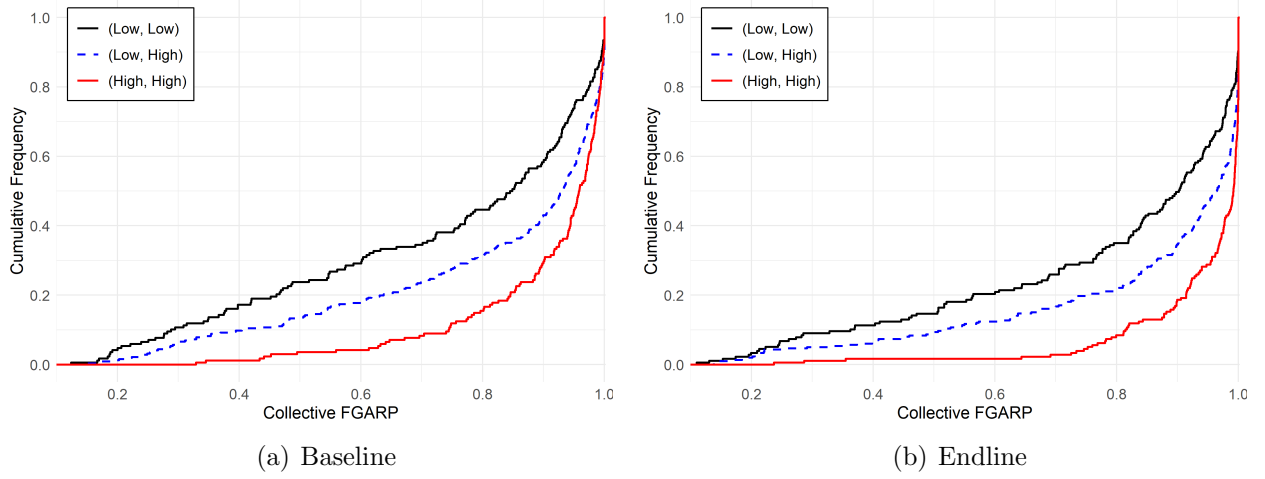 1.0
0.8
0.6
0.4
0.2
0.0
Cumulative Frequency
(Low, Low)
(Low, High)
(High, High)
0.2 0.4 0.6 0.8 1.0
Collective FGARP
(a) Baseline
1.0
0.8
0.6
0.4
0.2
0.0
Cumulative Frequency
(Low, Low)
(Low, High)
(High, High)
0.2 0.4 0.6 0.8 1.0
Collective FGARP
(b) Endline